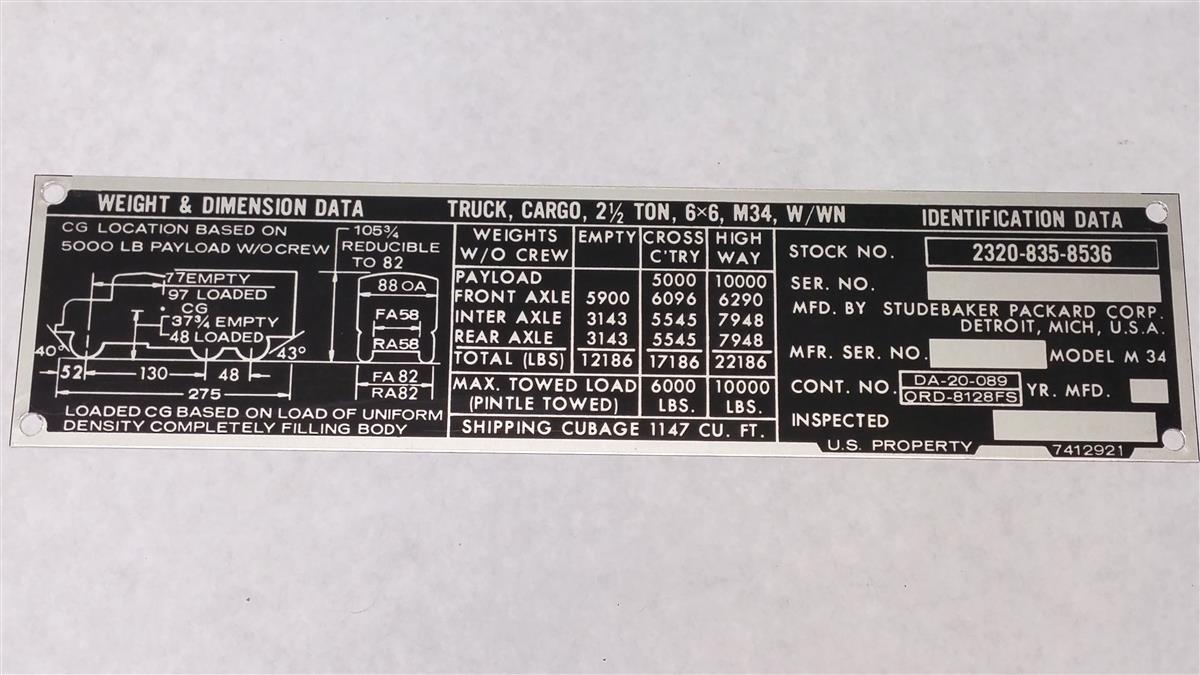 WEIGHT & DIMENSION DATA
TRUCK, CARGO, 2½ TON, 6×6, M34, W/WN
IDENTIFICATION DATA
CG LOCATION BASED ON
5000 LB PAYLOAD W/O CREW
105¾
REDUCIBLE
TO 82
77 EMPTY
97 LOADED
CG
37¾ EMPTY
48 LOADED
40°
43°
52
130
48
275
88 OA
FA 58
RA 58
FA 82
RA 82
LOADED CG BASED ON LOAD OF UNIFORM
DENSITY COMPLETELY FILLING BODY
WEIGHTS W/O CREW EMPTY CROSS C'TRY HIGH WAY
PAYLOAD 5000 10000
FRONT AXLE 5900 6096 6290
INTER AXLE 3143 5545 7948
REAR AXLE 3143 5545 7948
TOTAL (LBS) 12186 17186 22186
MAX. TOWED LOAD 6000 10000
(PINTLE TOWED) LBS. LBS.
SHIPPING CUBAGE 1147 CU. FT.
STOCK NO. 2320-835-8536
SER. NO.
MFD. BY STUDEBAKER PACKARD CORP.
DETROIT, MICH, U.S.A.
MFR. SER. NO. MODEL M 34
CONT. NO. DA-20-089 ORD-8128FS YR. MFD.
INSPECTED
U.S. PROPERTY 7412921